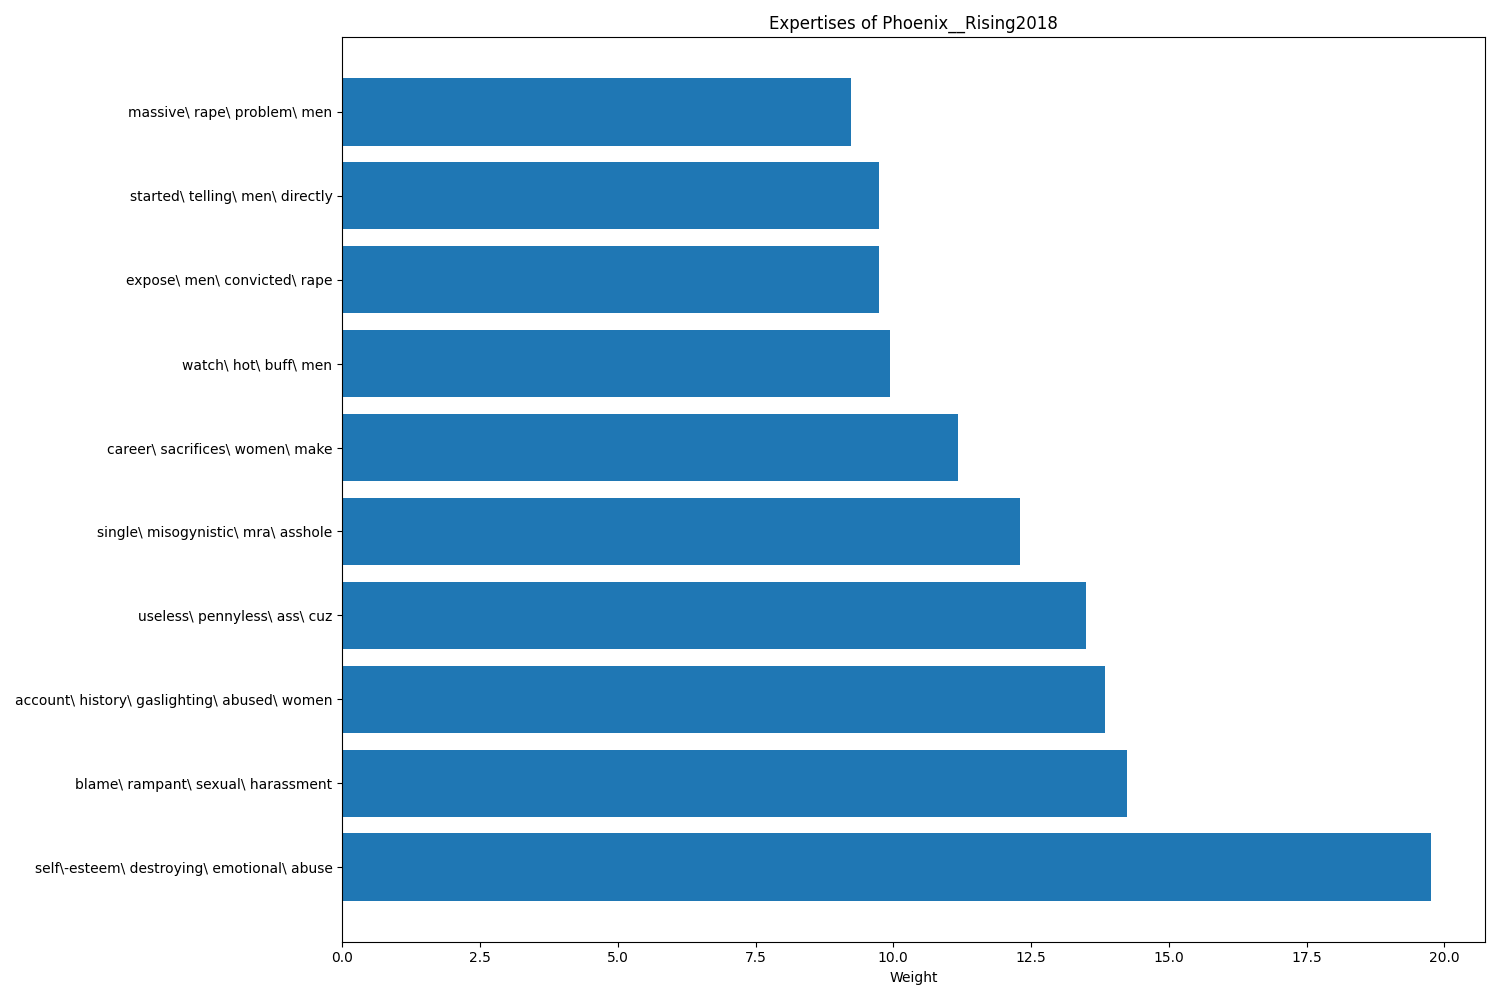 Expertises of Phoenix__Rising2018
massive\ rape\ problem\ men
started\ telling\ men\ directly
expose\ men\ convicted\ rape
watch\ hot\ buff\ men
career\ sacrifices\ women\ make
single\ misogynistic\ mra\ asshole
useless\ pennyless\ ass\ cuz
account\ history\ gaslighting\ abused\ women
blame\ rampant\ sexual\ harassment
self\-esteem\ destroying\ emotional\ abuse
0.0 2.5 5.0 7.5 10.0 12.5 15.0 17.5 20.0
Weight